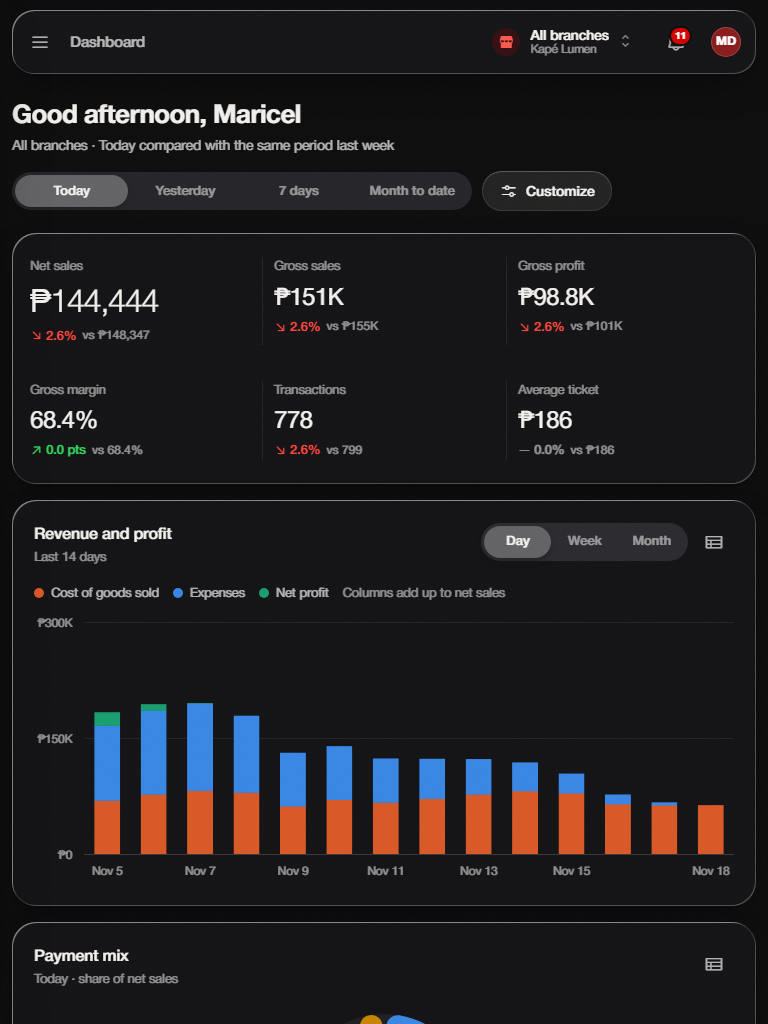 Dashboard
All branches
Kapé Lumen
11
MD
Good afternoon, Maricel
All branches · Today compared with the same period last week
Today
Yesterday
7 days
Month to date
Customize
Net sales
₱144,444
↘ 2.6% vs ₱148,347
Gross sales
₱151K
↘ 2.6% vs ₱155K
Gross profit
₱98.8K
↘ 2.6% vs ₱101K
Gross margin
68.4%
↗ 0.0 pts vs 68.4%
Transactions
778
↘ 2.6% vs 799
Average ticket
₱186
— 0.0% vs ₱186
Revenue and profit
Last 14 days
Day
Week
Month
Cost of goods sold
Expenses
Net profit
Columns add up to net sales
₱300K
₱150K
₱0
Nov 5
Nov 7
Nov 9
Nov 11
Nov 13
Nov 15
Nov 18
Payment mix
Today · share of net sales